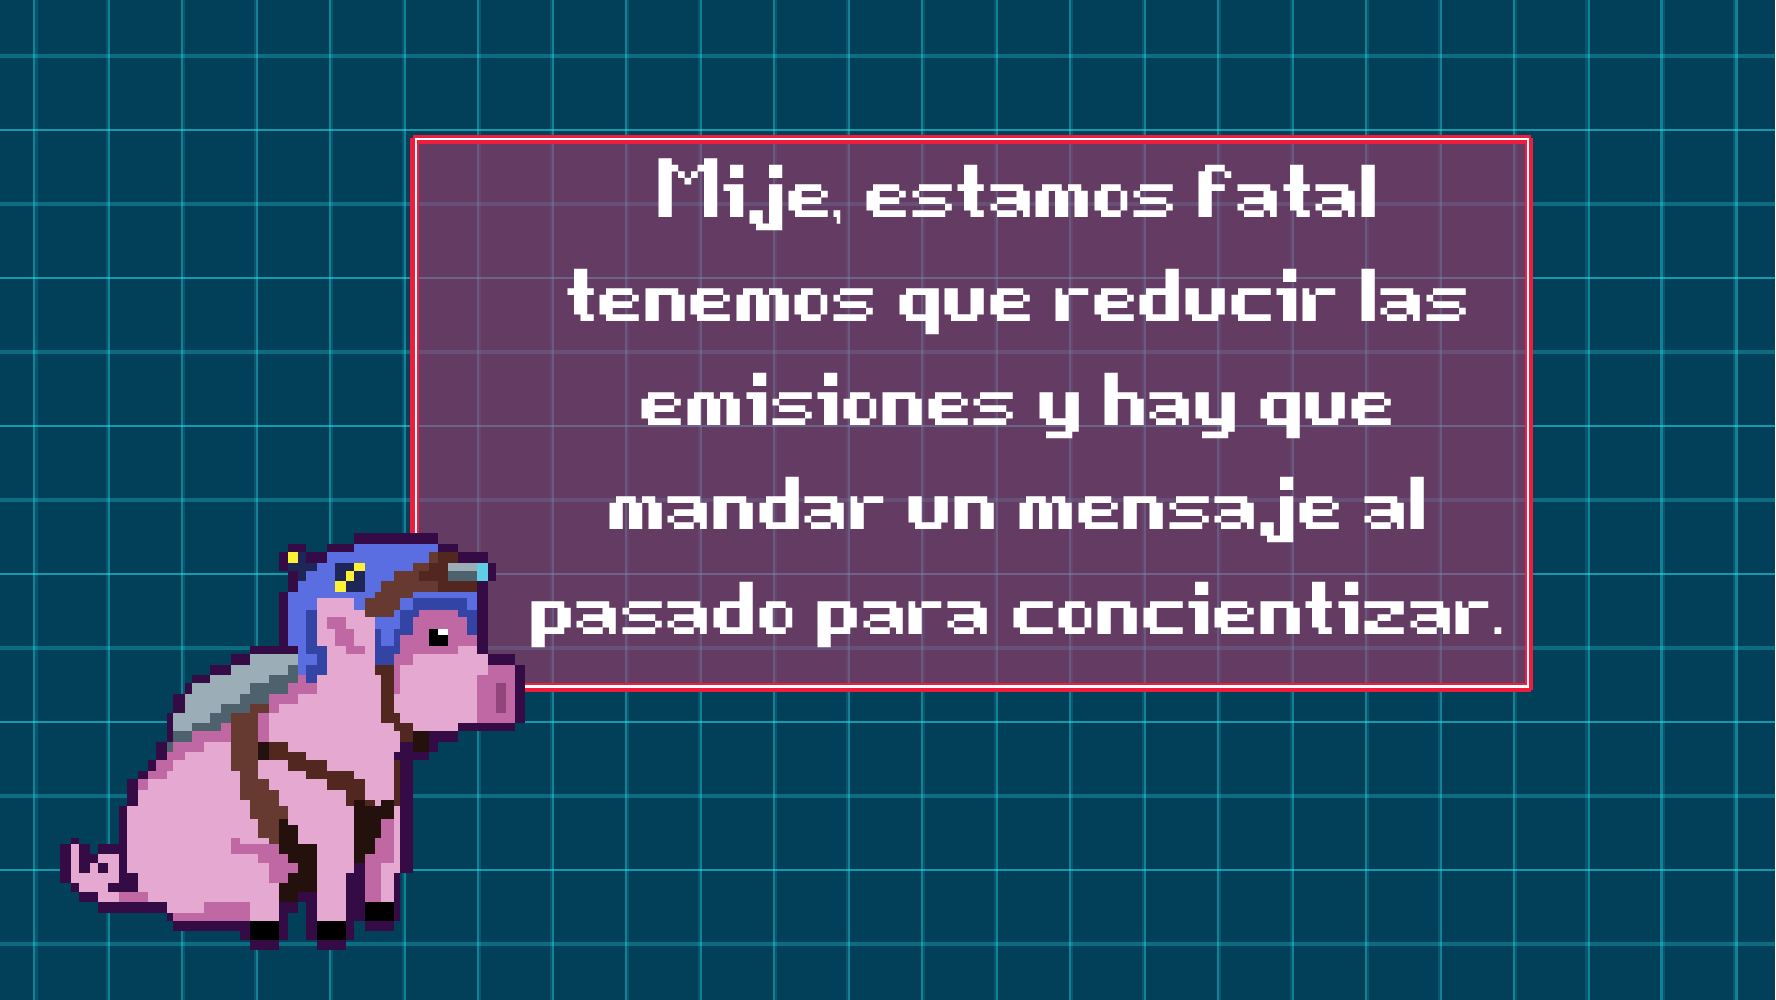 Mije, estamos fatal
tenemos que reducir las
emisiones y hay que
mandar un mensaje al
pasado para concientizar.